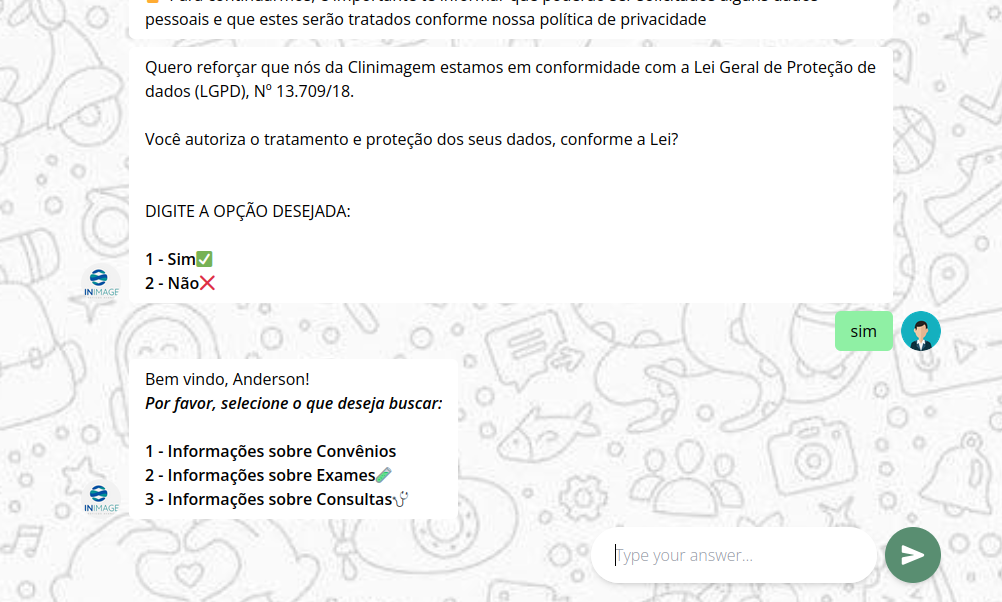 pessoais e que estes serão tratados conforme nossa política de privacidade
Quero reforçar que nós da Clinimagem estamos em conformidade com a Lei Geral de Proteção de
dados (LGPD), Nº 13.709/18.
Você autoriza o tratamento e proteção dos seus dados, conforme a Lei?
DIGITE A OPÇÃO DESEJADA:
1 - Sim✅
2 - Não❌
INIMAGE
sim
Bem vindo, Anderson!
Por favor, selecione o que deseja buscar:
1 - Informações sobre Convênios
2 - Informações sobre Exames🧪
3 - Informações sobre Consultas🩺
INIMAGE
Type your answer...